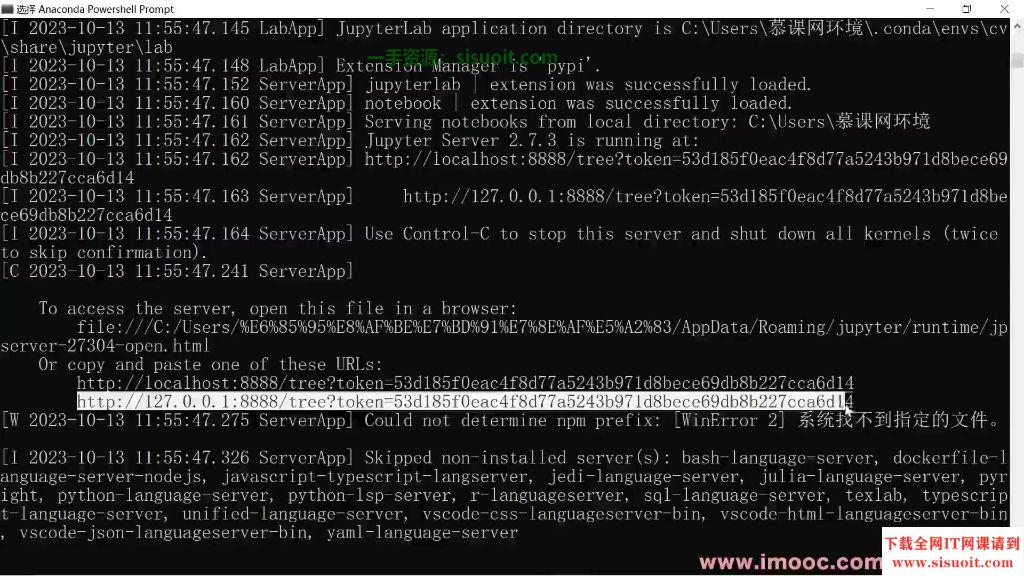 选择 Anaconda Powershell Prompt
[I 2023-10-13 11:55:47.145 LabApp] JupyterLab application directory is C:\Users\慕课网环境\.conda\envs\cv
\share\jupyter\lab
一手资源：sisuoit.com
[I 2023-10-13 11:55:47.148 LabApp] Extension Manager is 'pypi'.
[I 2023-10-13 11:55:47.152 ServerApp] jupyterlab | extension was successfully loaded.
[I 2023-10-13 11:55:47.160 ServerApp] notebook | extension was successfully loaded.
[I 2023-10-13 11:55:47.161 ServerApp] Serving notebooks from local directory: C:\Users\慕课网环境
[I 2023-10-13 11:55:47.162 ServerApp] Jupyter Server 2.7.3 is running at:
[I 2023-10-13 11:55:47.162 ServerApp] http://localhost:8888/tree?token=53d185f0eac4f8d77a5243b971d8bece69
db8b227cca6d14
[I 2023-10-13 11:55:47.163 ServerApp]     http://127.0.0.1:8888/tree?token=53d185f0eac4f8d77a5243b971d8be
ce69db8b227cca6d14
[I 2023-10-13 11:55:47.164 ServerApp] Use Control-C to stop this server and shut down all kernels (twice
to skip confirmation).
[C 2023-10-13 11:55:47.241 ServerApp]
To access the server, open this file in a browser:
file:///C:/Users/%E6%85%95%E8%AF%BE%E7%BD%91%E7%8E%AF%E5%A2%83/AppData/Roaming/jupyter/runtime/jp
server-27304-open.html
Or copy and paste one of these URLs:
http://localhost:8888/tree?token=53d185f0eac4f8d77a5243b971d8bece69db8b227cca6d14
http://127.0.0.1:8888/tree?token=53d185f0eac4f8d77a5243b971d8bece69db8b227cca6d14
[W 2023-10-13 11:55:47.275 ServerApp] Could not determine npm prefix: [WinError 2] 系统找不到指定的文件。
[I 2023-10-13 11:55:47.326 ServerApp] Skipped non-installed server(s): bash-language-server, dockerfile-l
anguage-server-nodejs, javascript-typescript-langserver, jedi-language-server, julia-language-server, pyr
ight, python-language-server, python-lsp-server, r-languageserver, sql-language-server, texlab, typescrip
t-language-server, unified-language-server, vscode-css-languageserver-bin, vscode-html-languageserver-bin
, vscode-json-languageserver-bin, yaml-language-server
www.imooc.com
下载全网IT网课请到
www.sisuoit.com